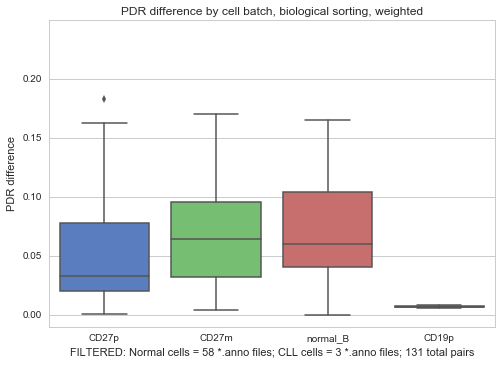 PDR difference by cell batch, biological sorting, weighted
PDR difference
0.20
0.15
0.10
0.05
0.00
CD27p CD27m normal_B CD19p
FILTERED: Normal cells = 58 *.anno files; CLL cells = 3 *.anno files; 131 total pairs